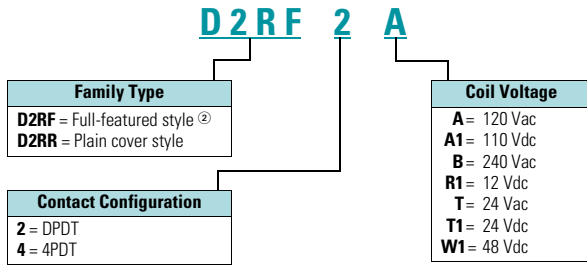 D2RF 2 A
Family Type
D2RF = Full-featured style ②
D2RR = Plain cover style
Contact Configuration
2 = DPDT
4 = 4PDT
Coil Voltage
A = 120 Vac
A1 = 110 Vdc
B = 240 Vac
R1 = 12 Vdc
T = 24 Vac
T1 = 24 Vdc
W1 = 48 Vdc